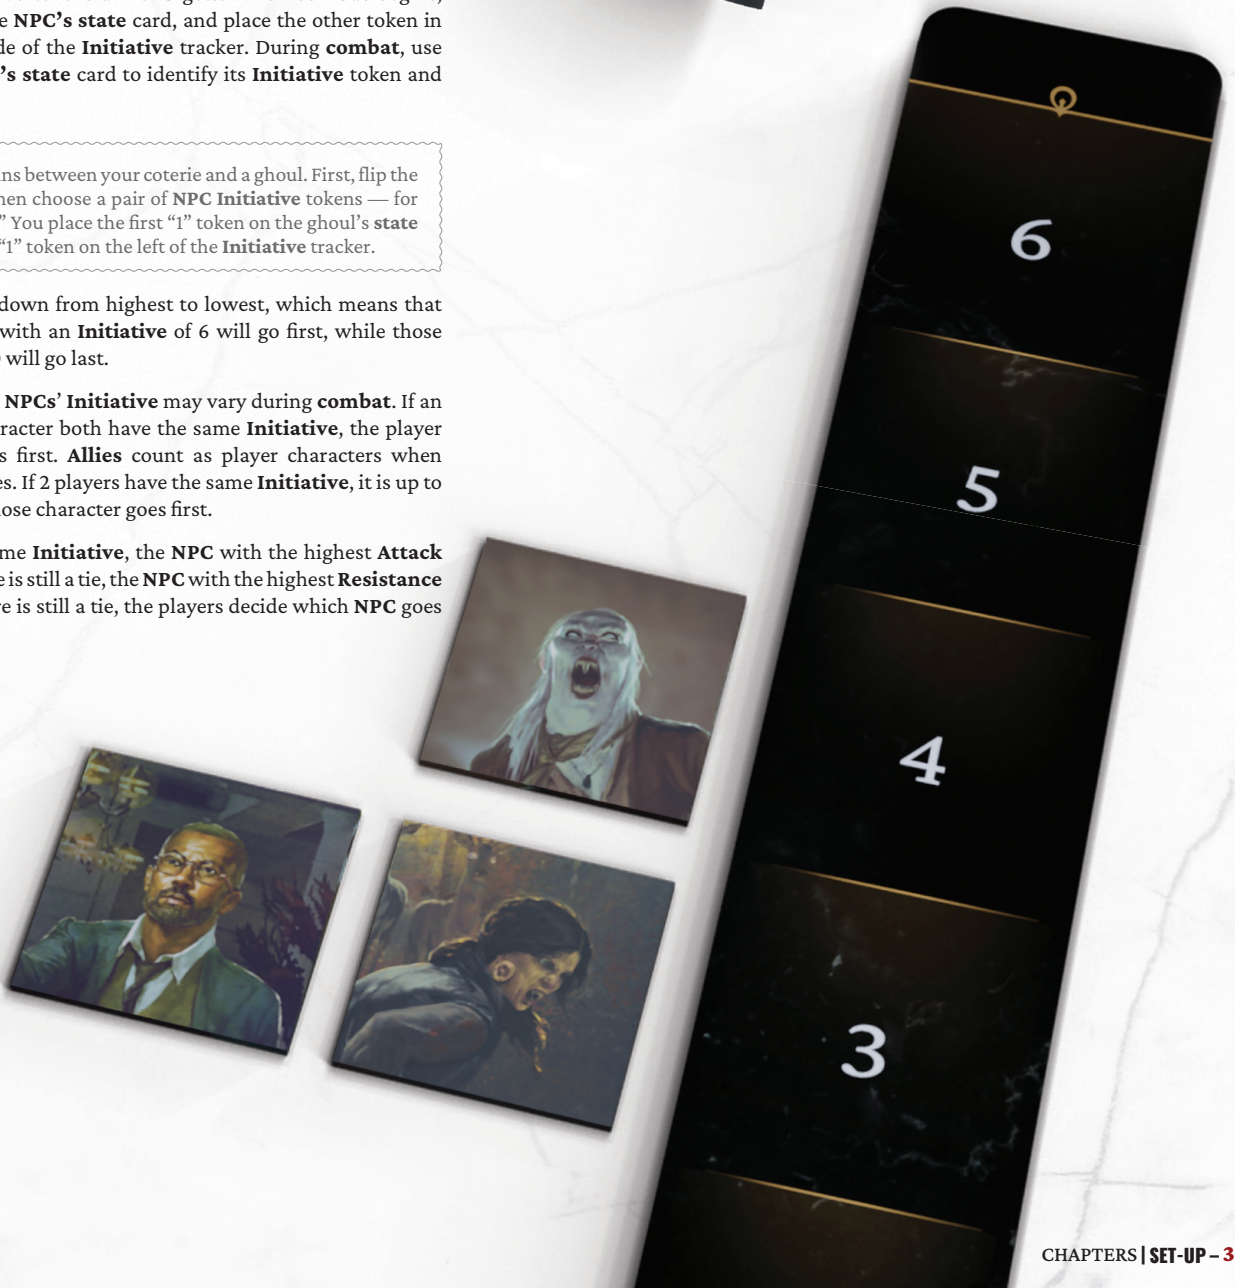 NPC's state card, and place the other token in
of the Initiative tracker. During combat, use
's state card to identify its Initiative token and
ns between your coterie and a ghoul. First, flip the
hen choose a pair of NPC Initiative tokens — for
” You place the first “1” token on the ghoul's state
“1” token on the left of the Initiative tracker.
down from highest to lowest, which means that
with an Initiative of 6 will go first, while those
will go last.
NPCs’ Initiative may vary during combat. If an
racter both have the same Initiative, the player
s first. Allies count as player characters when
es. If 2 players have the same Initiative, it is up to
ose character goes first.
me Initiative, the NPC with the highest Attack
e is still a tie, the NPC with the highest Resistance
re is still a tie, the players decide which NPC goes
6
5
4
3
CHAPTERS | SET-UP – 3